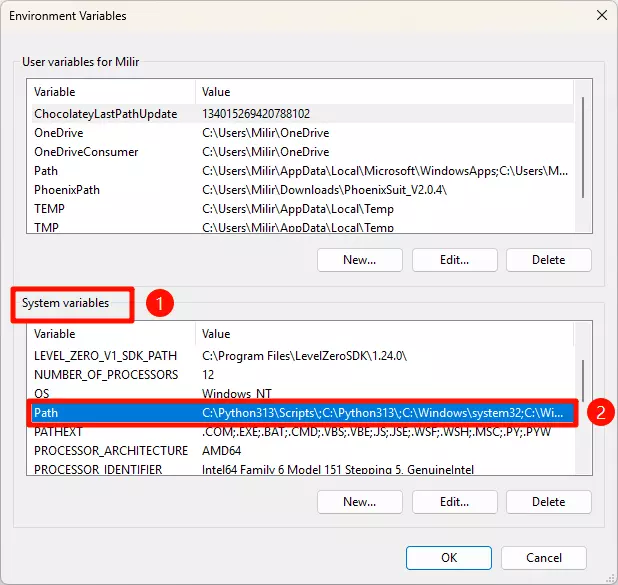 Environment Variables
User variables for Milir
Variable Value
ChocolateyLastPathUpdate 134015269420788102
OneDrive C:\Users\Milir\OneDrive
OneDriveConsumer C:\Users\Milir\OneDrive
Path C:\Users\Milir\AppData\Local\Microsoft\WindowsApps;C:\Users\M...
PhoenixPath C:\Users\Milir\Downloads\PhoenixSuit_V2.0.4\
TEMP C:\Users\Milir\AppData\Local\Temp
TMP C:\Users\Milir\AppData\Local\Temp
New... Edit... Delete
System variables 1
Variable Value
LEVEL_ZERO_V1_SDK_PATH C:\Program Files\LevelZeroSDK\1.24.0\
NUMBER_OF_PROCESSORS 12
OS Windows_NT
Path C:\Python313\Scripts\;C:\Python313\;C:\Windows\system32;C:\Wi... 2
PATHEXT .COM;.EXE;.BAT;.CMD;.VBS;.VBE;.JS;.JSE;.WSF;.WSH;.MSC;.PY;.PYW
PROCESSOR_ARCHITECTURE AMD64
PROCESSOR_IDENTIFIER Intel64 Family 6 Model 151 Stepping 5, GenuineIntel
New... Edit... Delete
OK Cancel